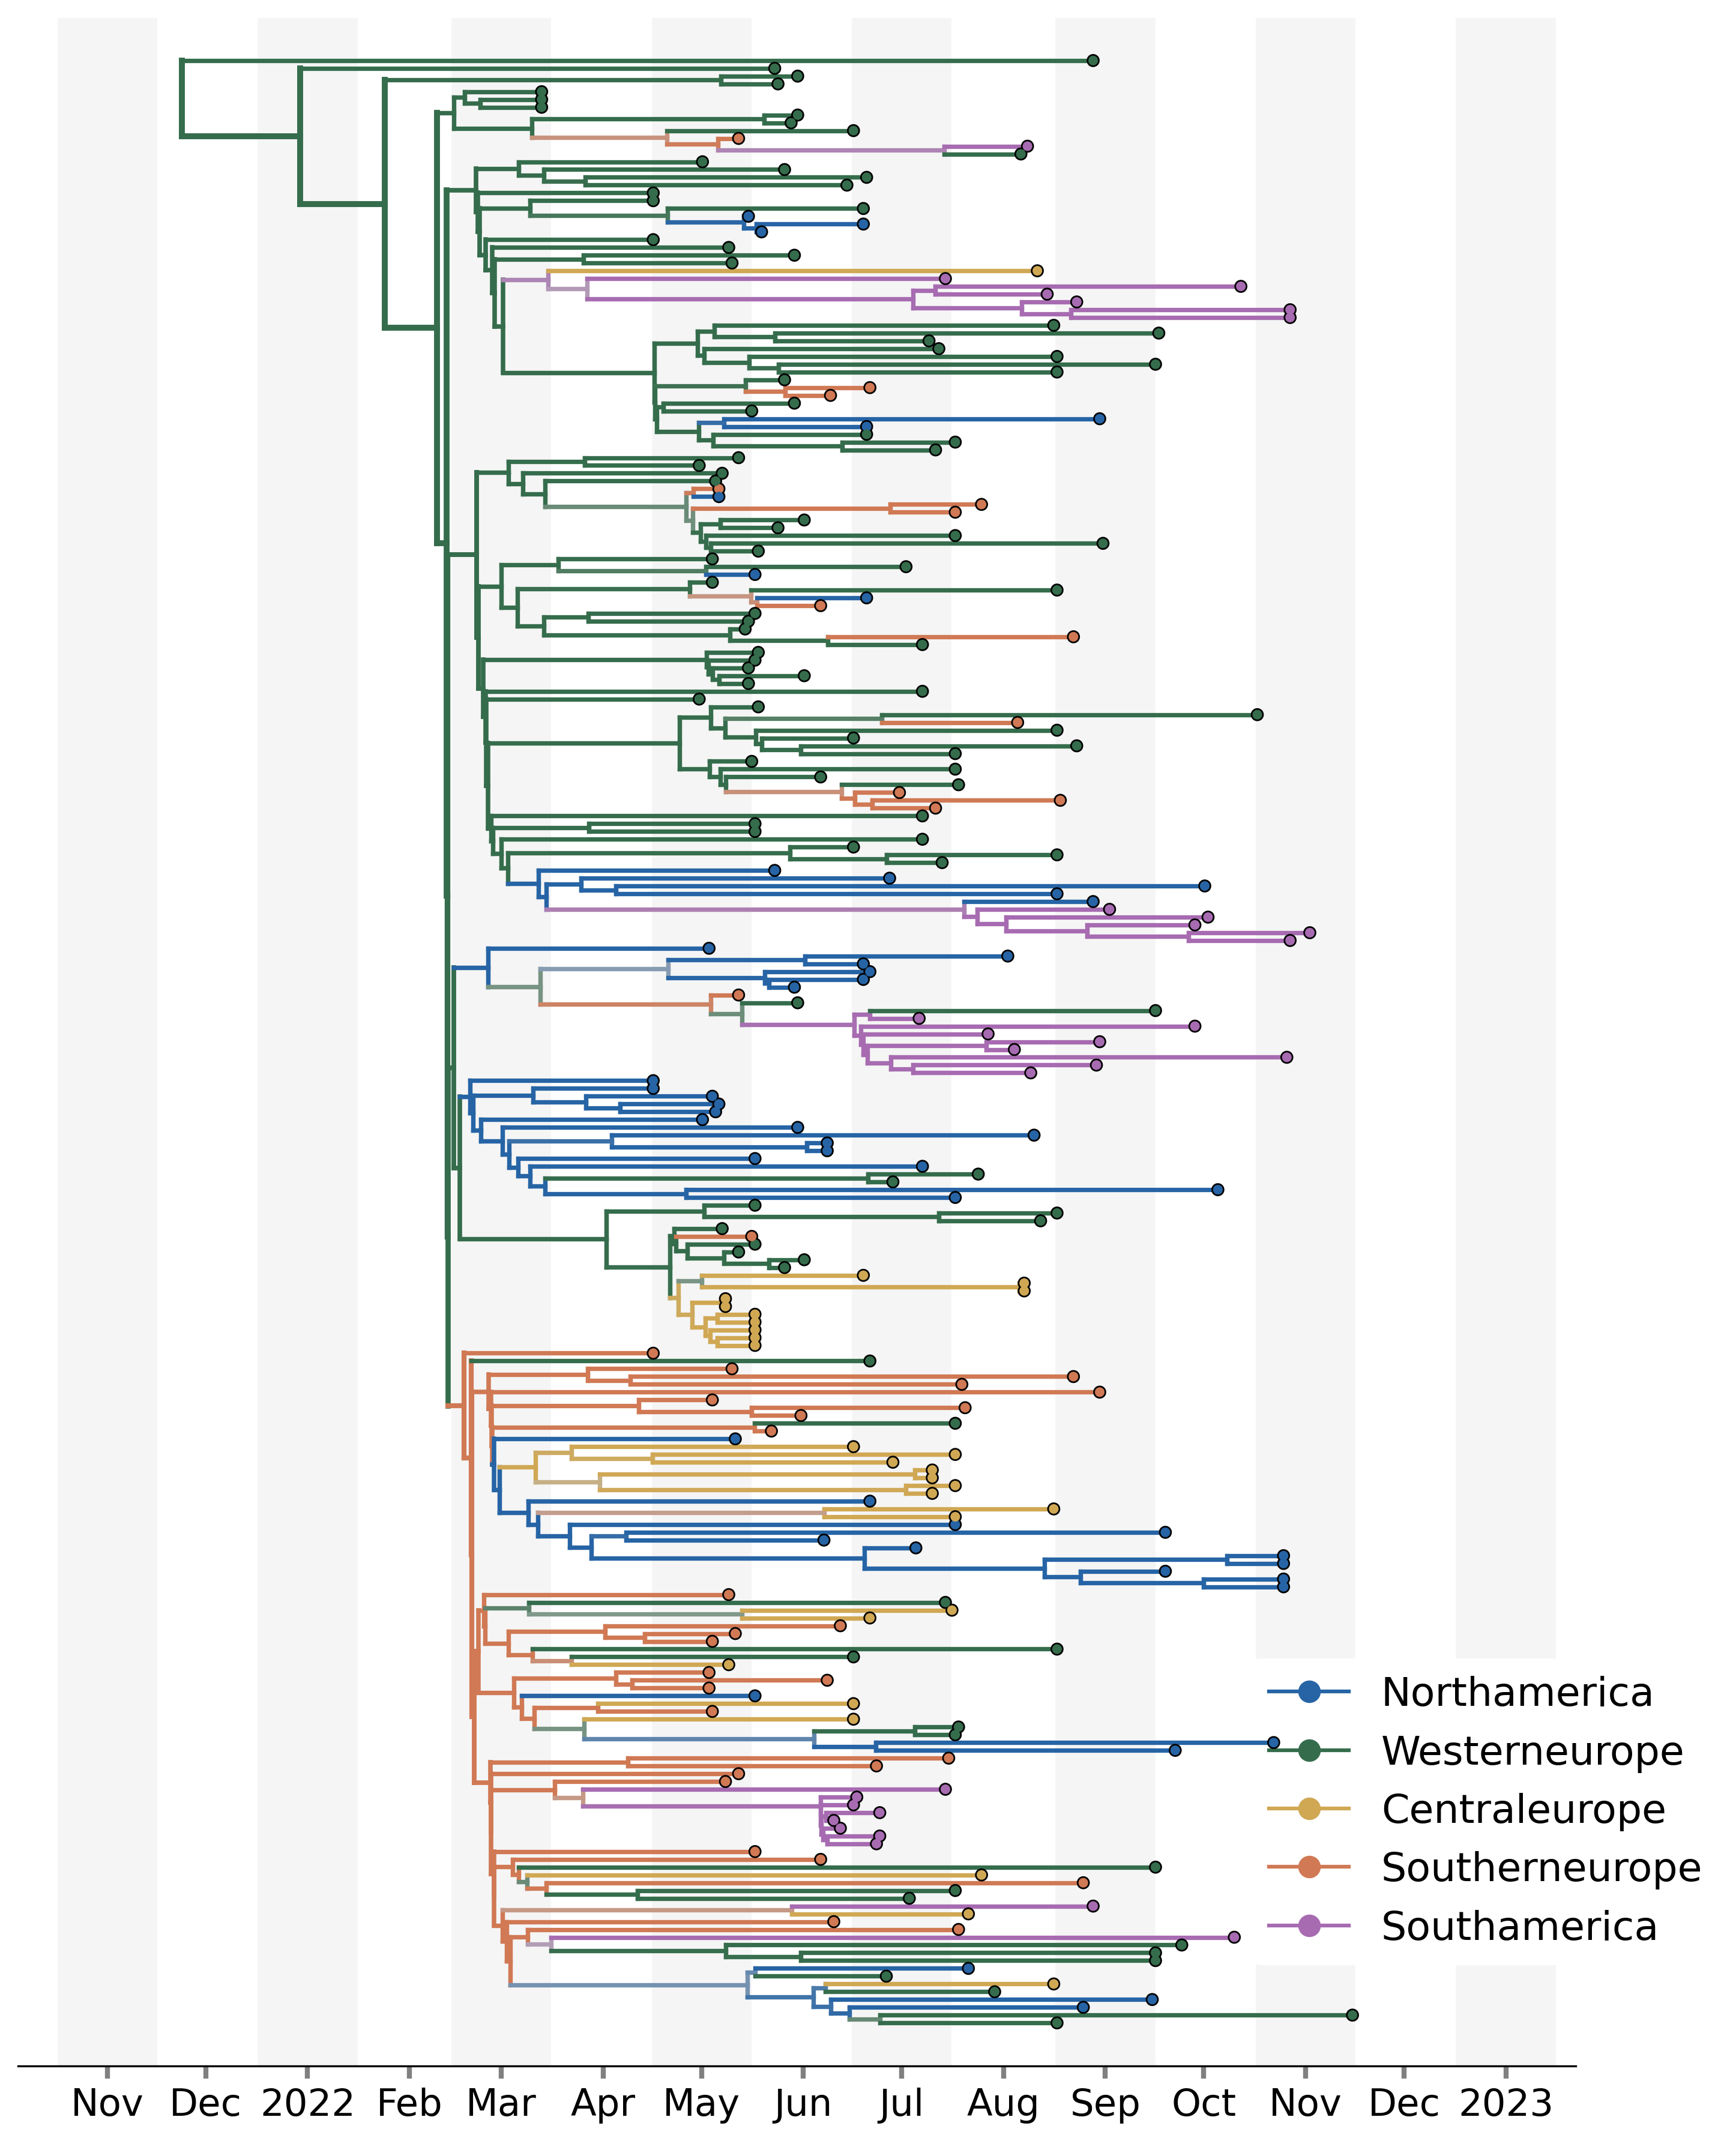 Northamerica
Westerneurope
Centraleurope
Southerneurope
Southamerica
Nov Dec 2022 Feb Mar Apr May Jun Jul Aug Sep Oct Nov Dec 2023